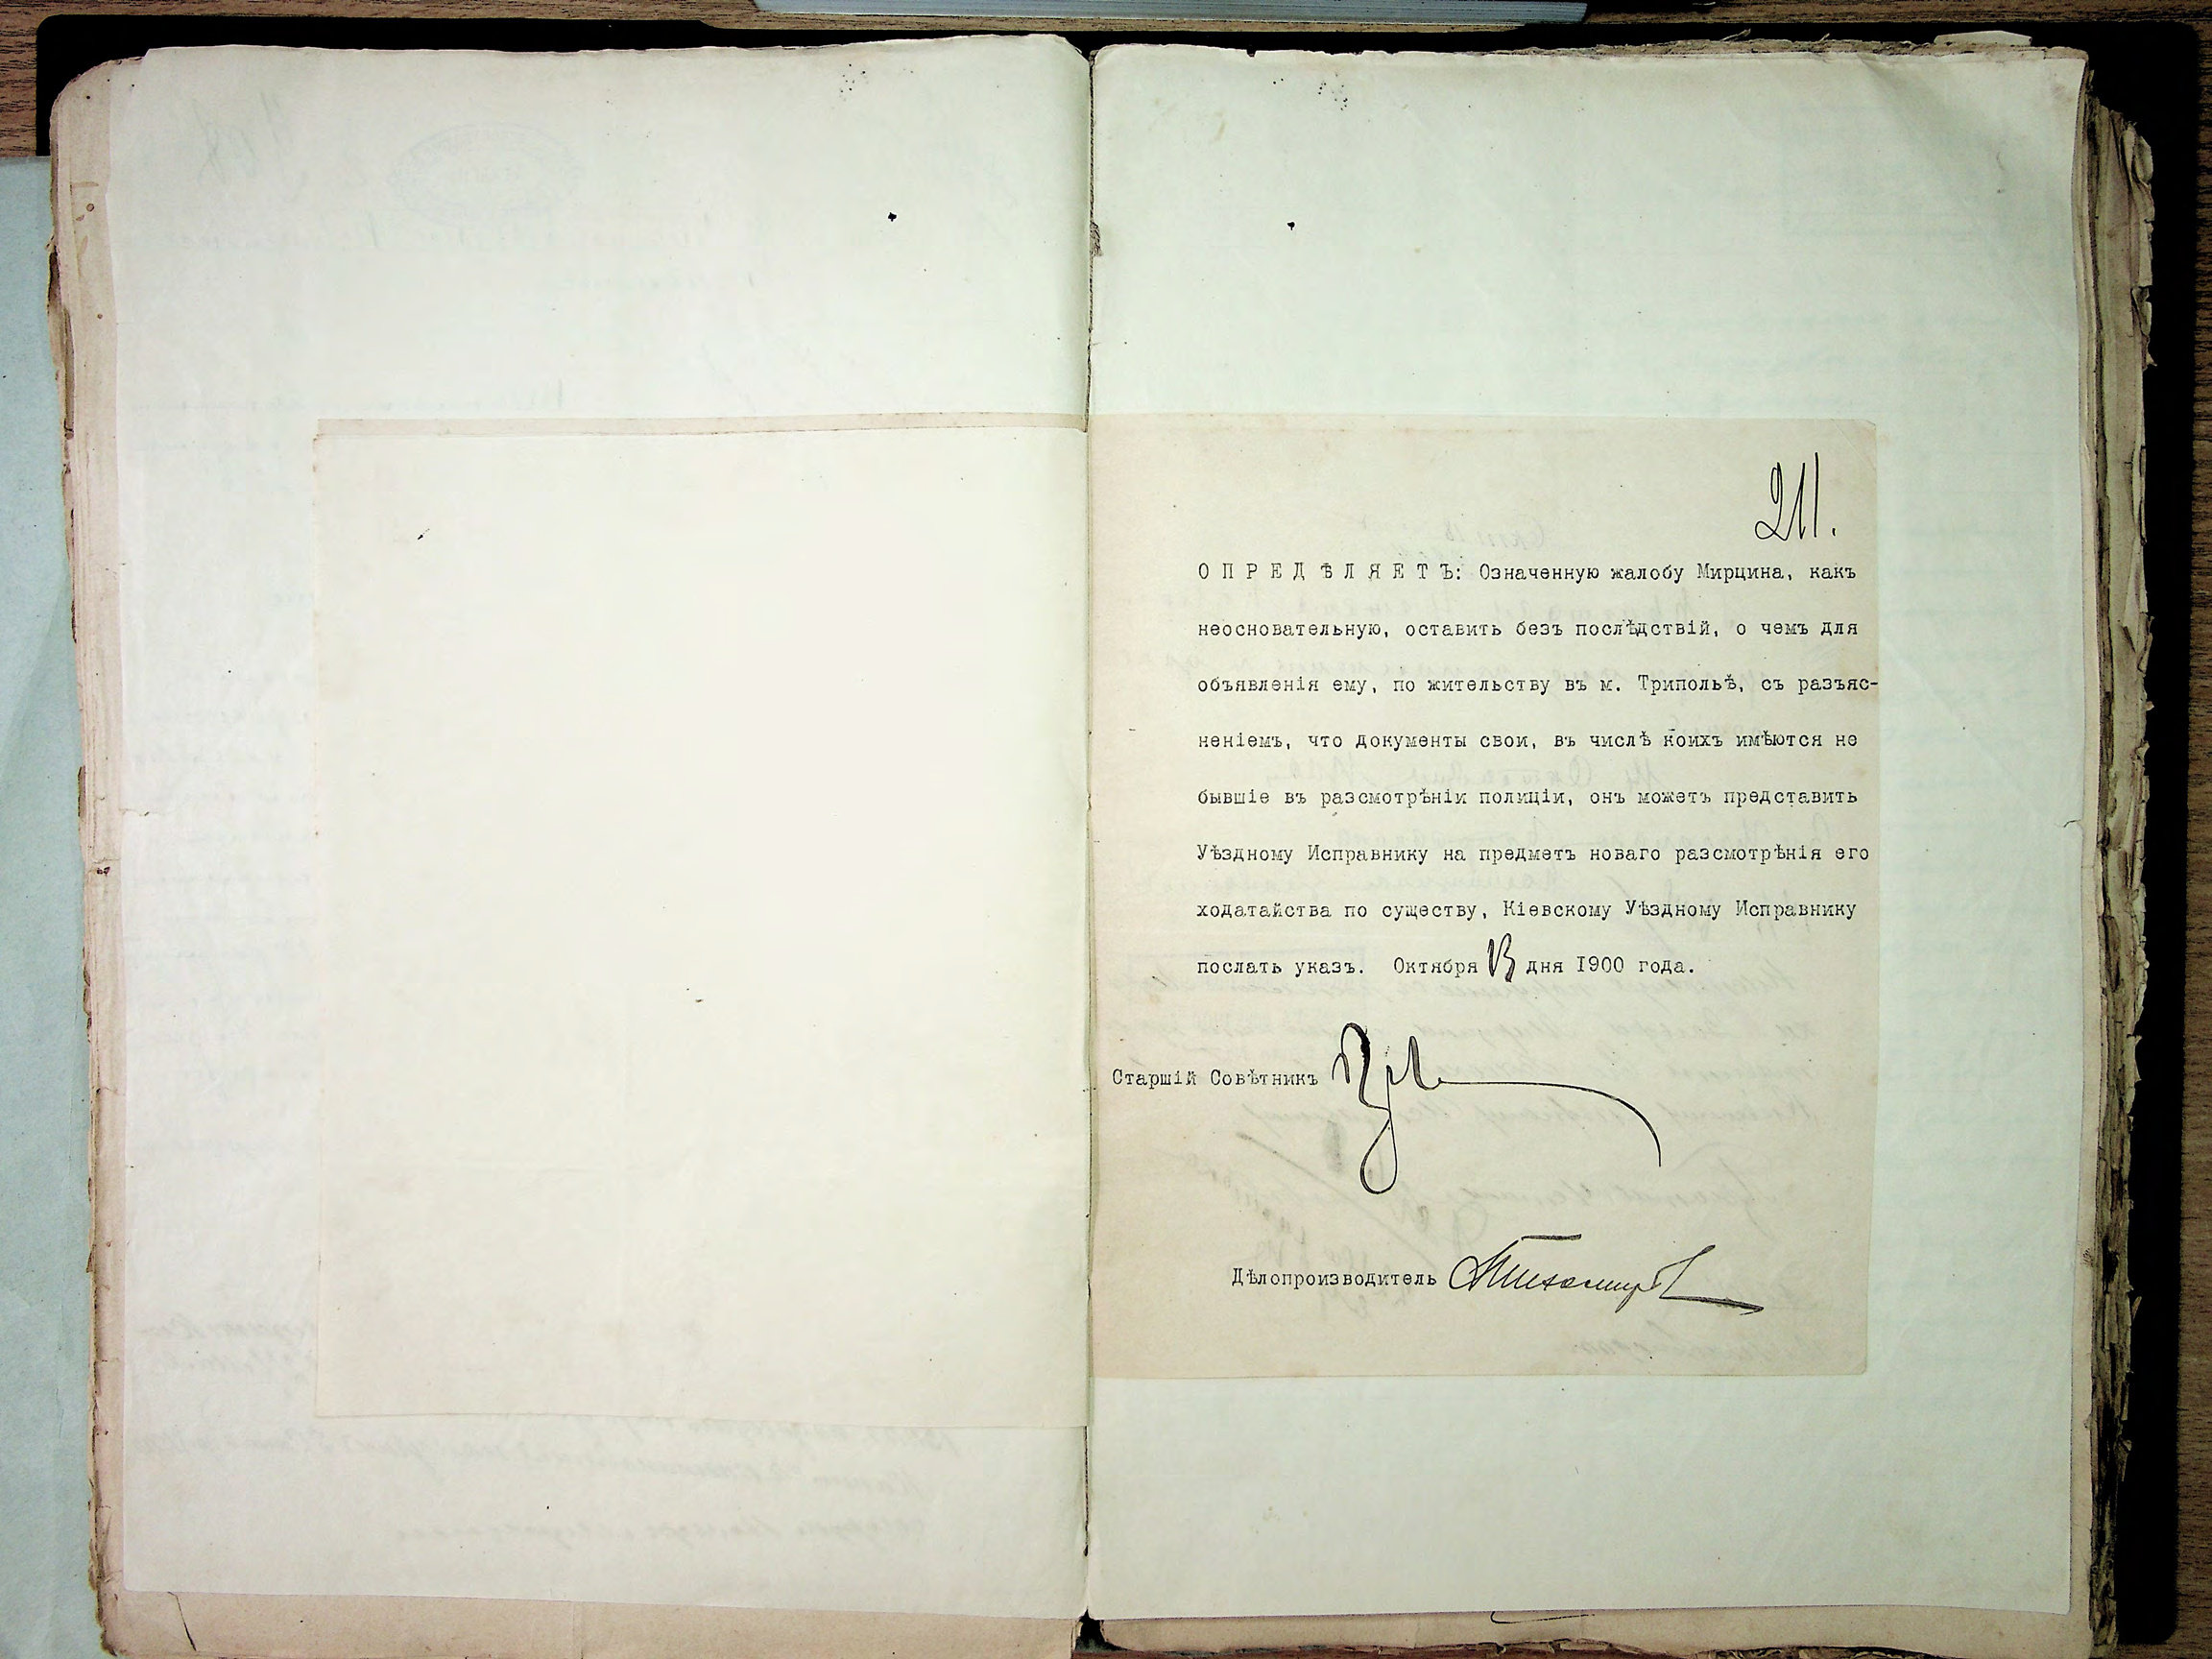 211.
О П Р Е Д Ѣ Л Я Е Т Ъ: Означенную жалобу Мирцина, какъ
неосновательную, оставить безъ послѣдствій, о чемъ для
объявленія ему, по жительству въ м. Трипольѣ, съ разъяс-
неніемъ, что документы свои, въ числѣ коихъ имѣются не
бывшіе въ разсмотрѣніи полиціи, онъ можетъ представить
Уѣздному Исправнику на предметъ новаго разсмотрѣнія его
ходатайства по существу, Кіевскому Уѣздному Исправнику
послать указъ. Октября 13 дня 1900 года.
Старшій Совѣтникъ
Дѣлопроизводитель